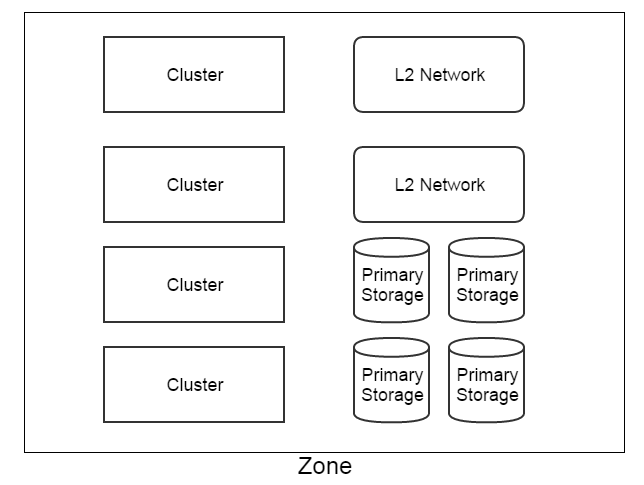 Cluster
L2 Network
Cluster
L2 Network
Cluster
Primary
Storage
Primary
Storage
Cluster
Primary
Storage
Primary
Storage
Zone